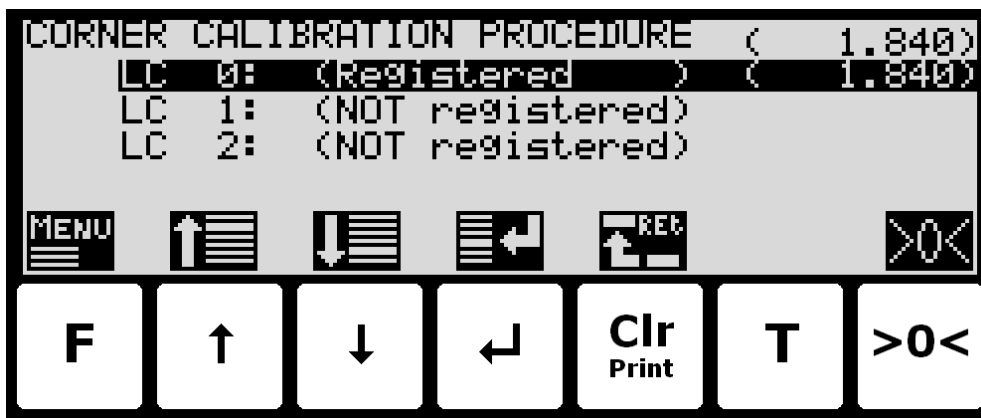 CORNER CALIBRATION PROCEDURE ( 1.840)
LC 0: (Registered ) ( 1.840)
LC 1: (NOT registered)
LC 2: (NOT registered)
MENU RET >0<
F ↑ ↓ ↵ Clr T >0<
Print